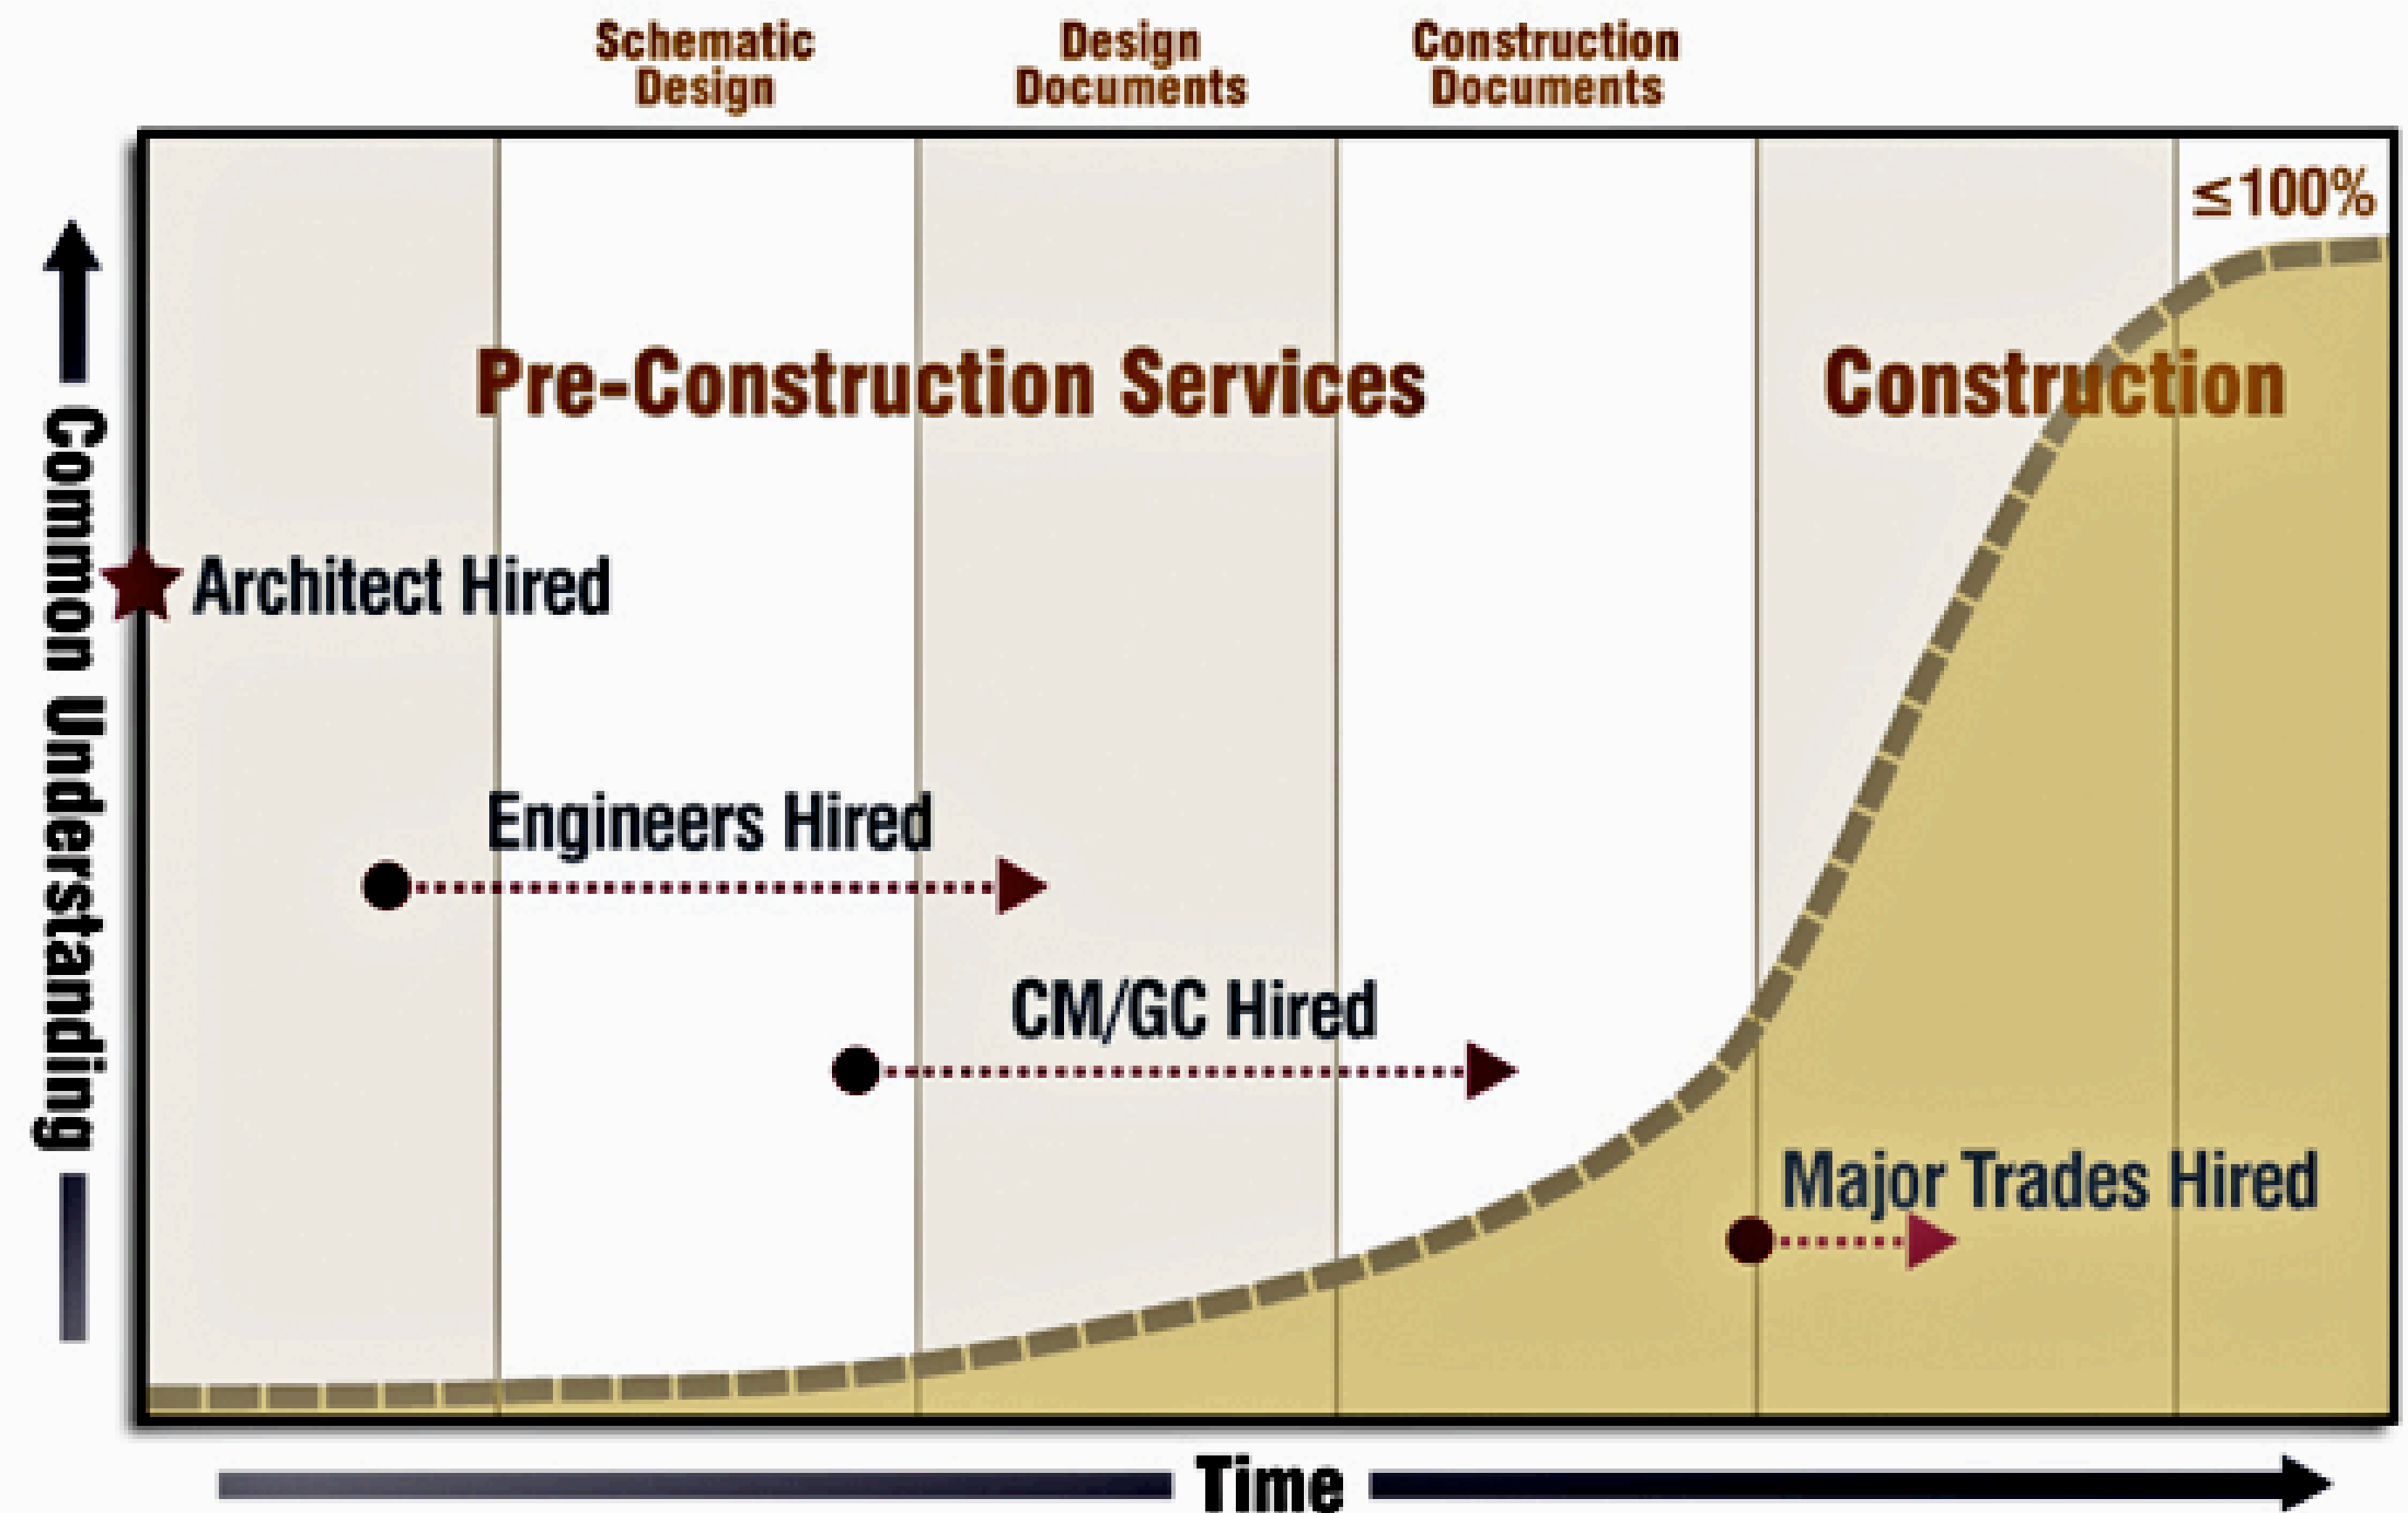 Schematic
Design
Design
Documents
Construction
Documents
≤100%
Pre-Construction Services
Construction
Common Understanding
Architect Hired
Engineers Hired
CM/GC Hired
Major Trades Hired
Time